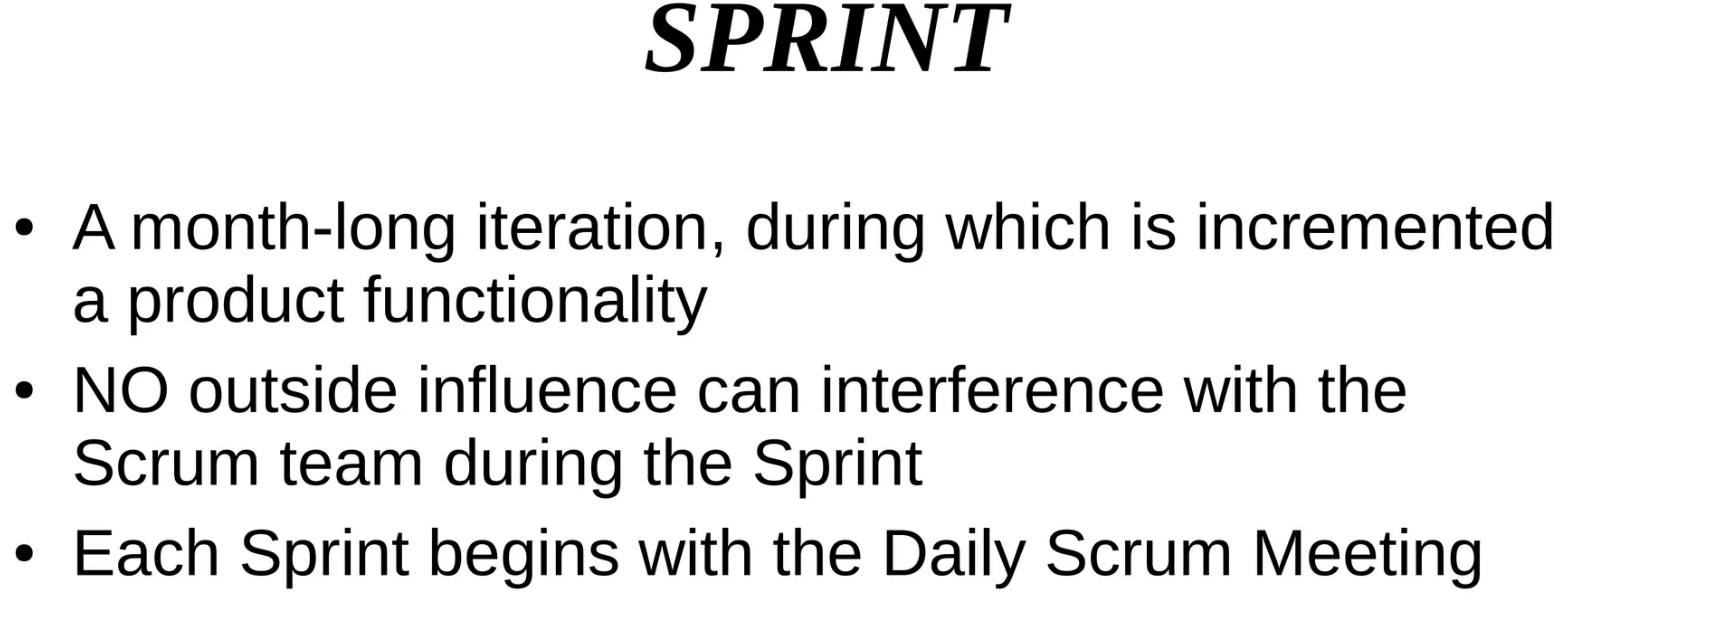 SPRINT
• A month-long iteration, during which is incremented
a product functionality
• NO outside influence can interference with the
Scrum team during the Sprint
• Each Sprint begins with the Daily Scrum Meeting